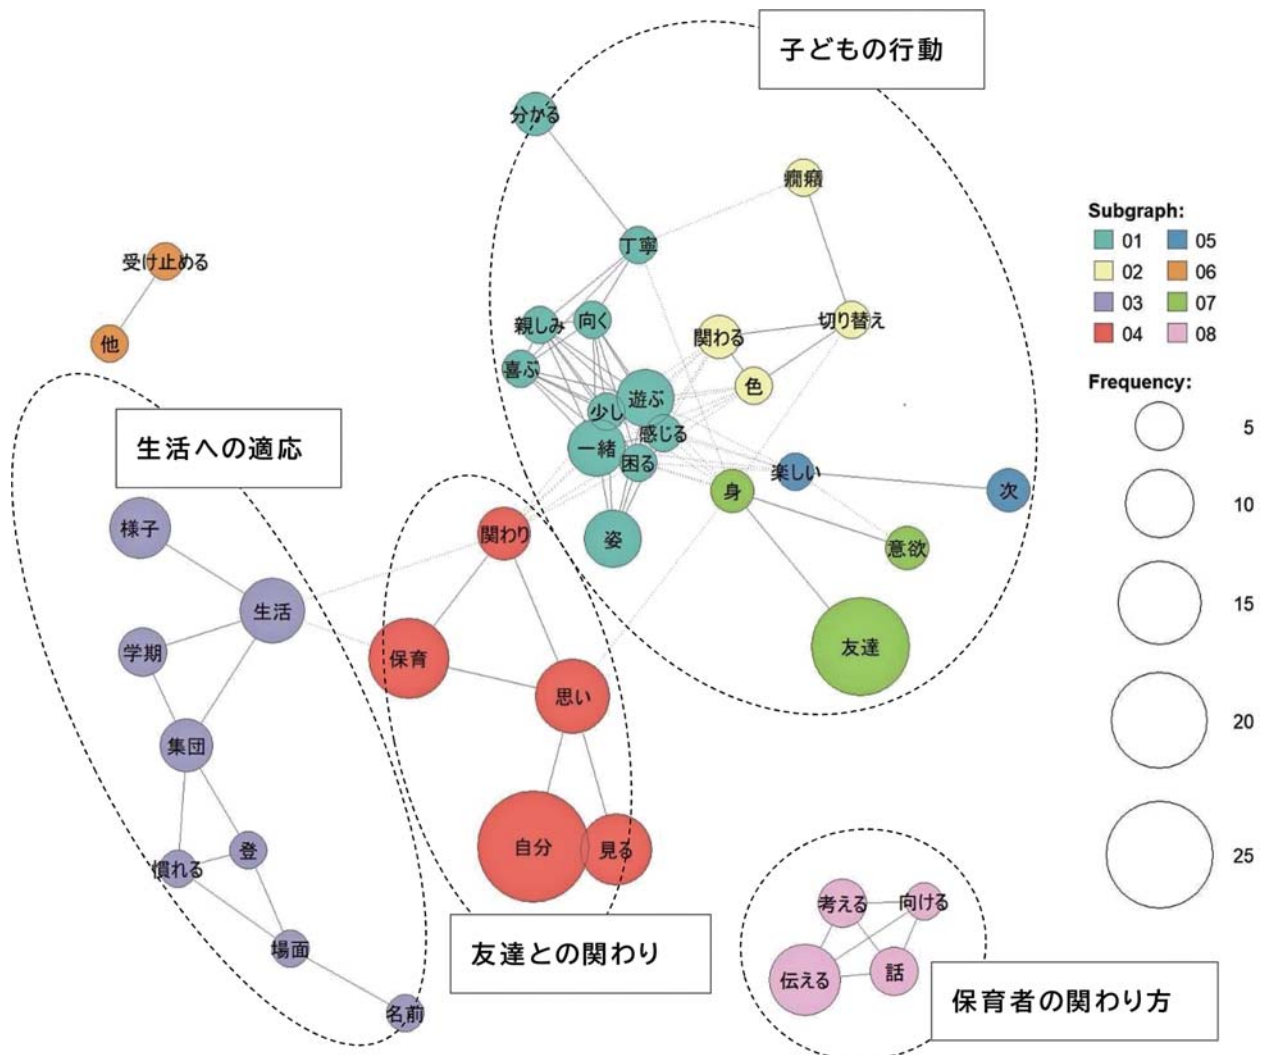 子どもの行動
分かる
癇癪
丁寧
受け止める
他
親しみ
向く
関わる
切り替え
喜ぶ
遊ぶ
色
少し
感じる
一緒
困る
楽しい
次
身
姿
意欲
友達
生活への適応
様子
生活
学期
集団
登
慣れる
場面
名前
関わり
保育
思い
自分
見る
友達との関わり
考える
向ける
伝える
話
保育者の関わり方
Subgraph:
01 05
02 06
03 07
04 08
Frequency:
5
10
15
20
25